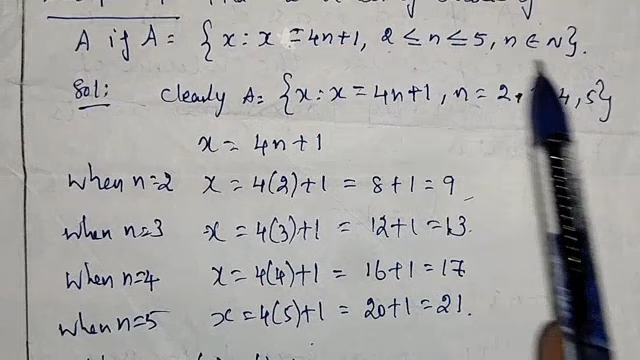 A if A = {x : x = 4n+1, 2 ≤ n ≤ 5, n ∈ N}.
Sol: Clearly A = {x : x = 4n+1, n = 2, 4, 5}
x = 4n+1
when n=2 x = 4(2)+1 = 8+1 = 9
when n=3 x = 4(3)+1 = 12+1 = 13.
when n=4 x = 4(4)+1 = 16+1 = 17
when n=5 x = 4(5)+1 = 20+1 = 21.